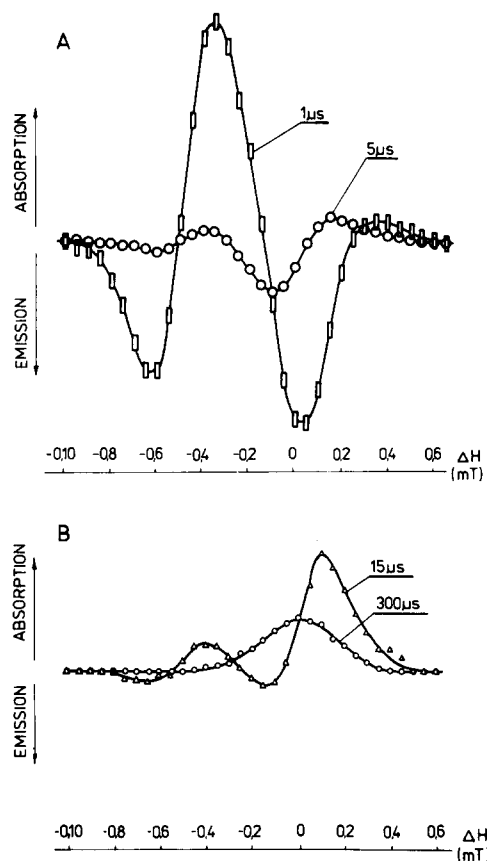 A
ABSORPTION
EMISSION
1µs
5µs
-0,10 -0,8 -0,6 -0,4 -0,2 0 0,2 0,4 0,6 ΔH
(mT)
B
ABSORPTION
EMISSION
15µs
300µs
-0,10 -0,8 -0,6 -0,4 -0,2 0 0,2 0,4 0,6 ΔH
(mT